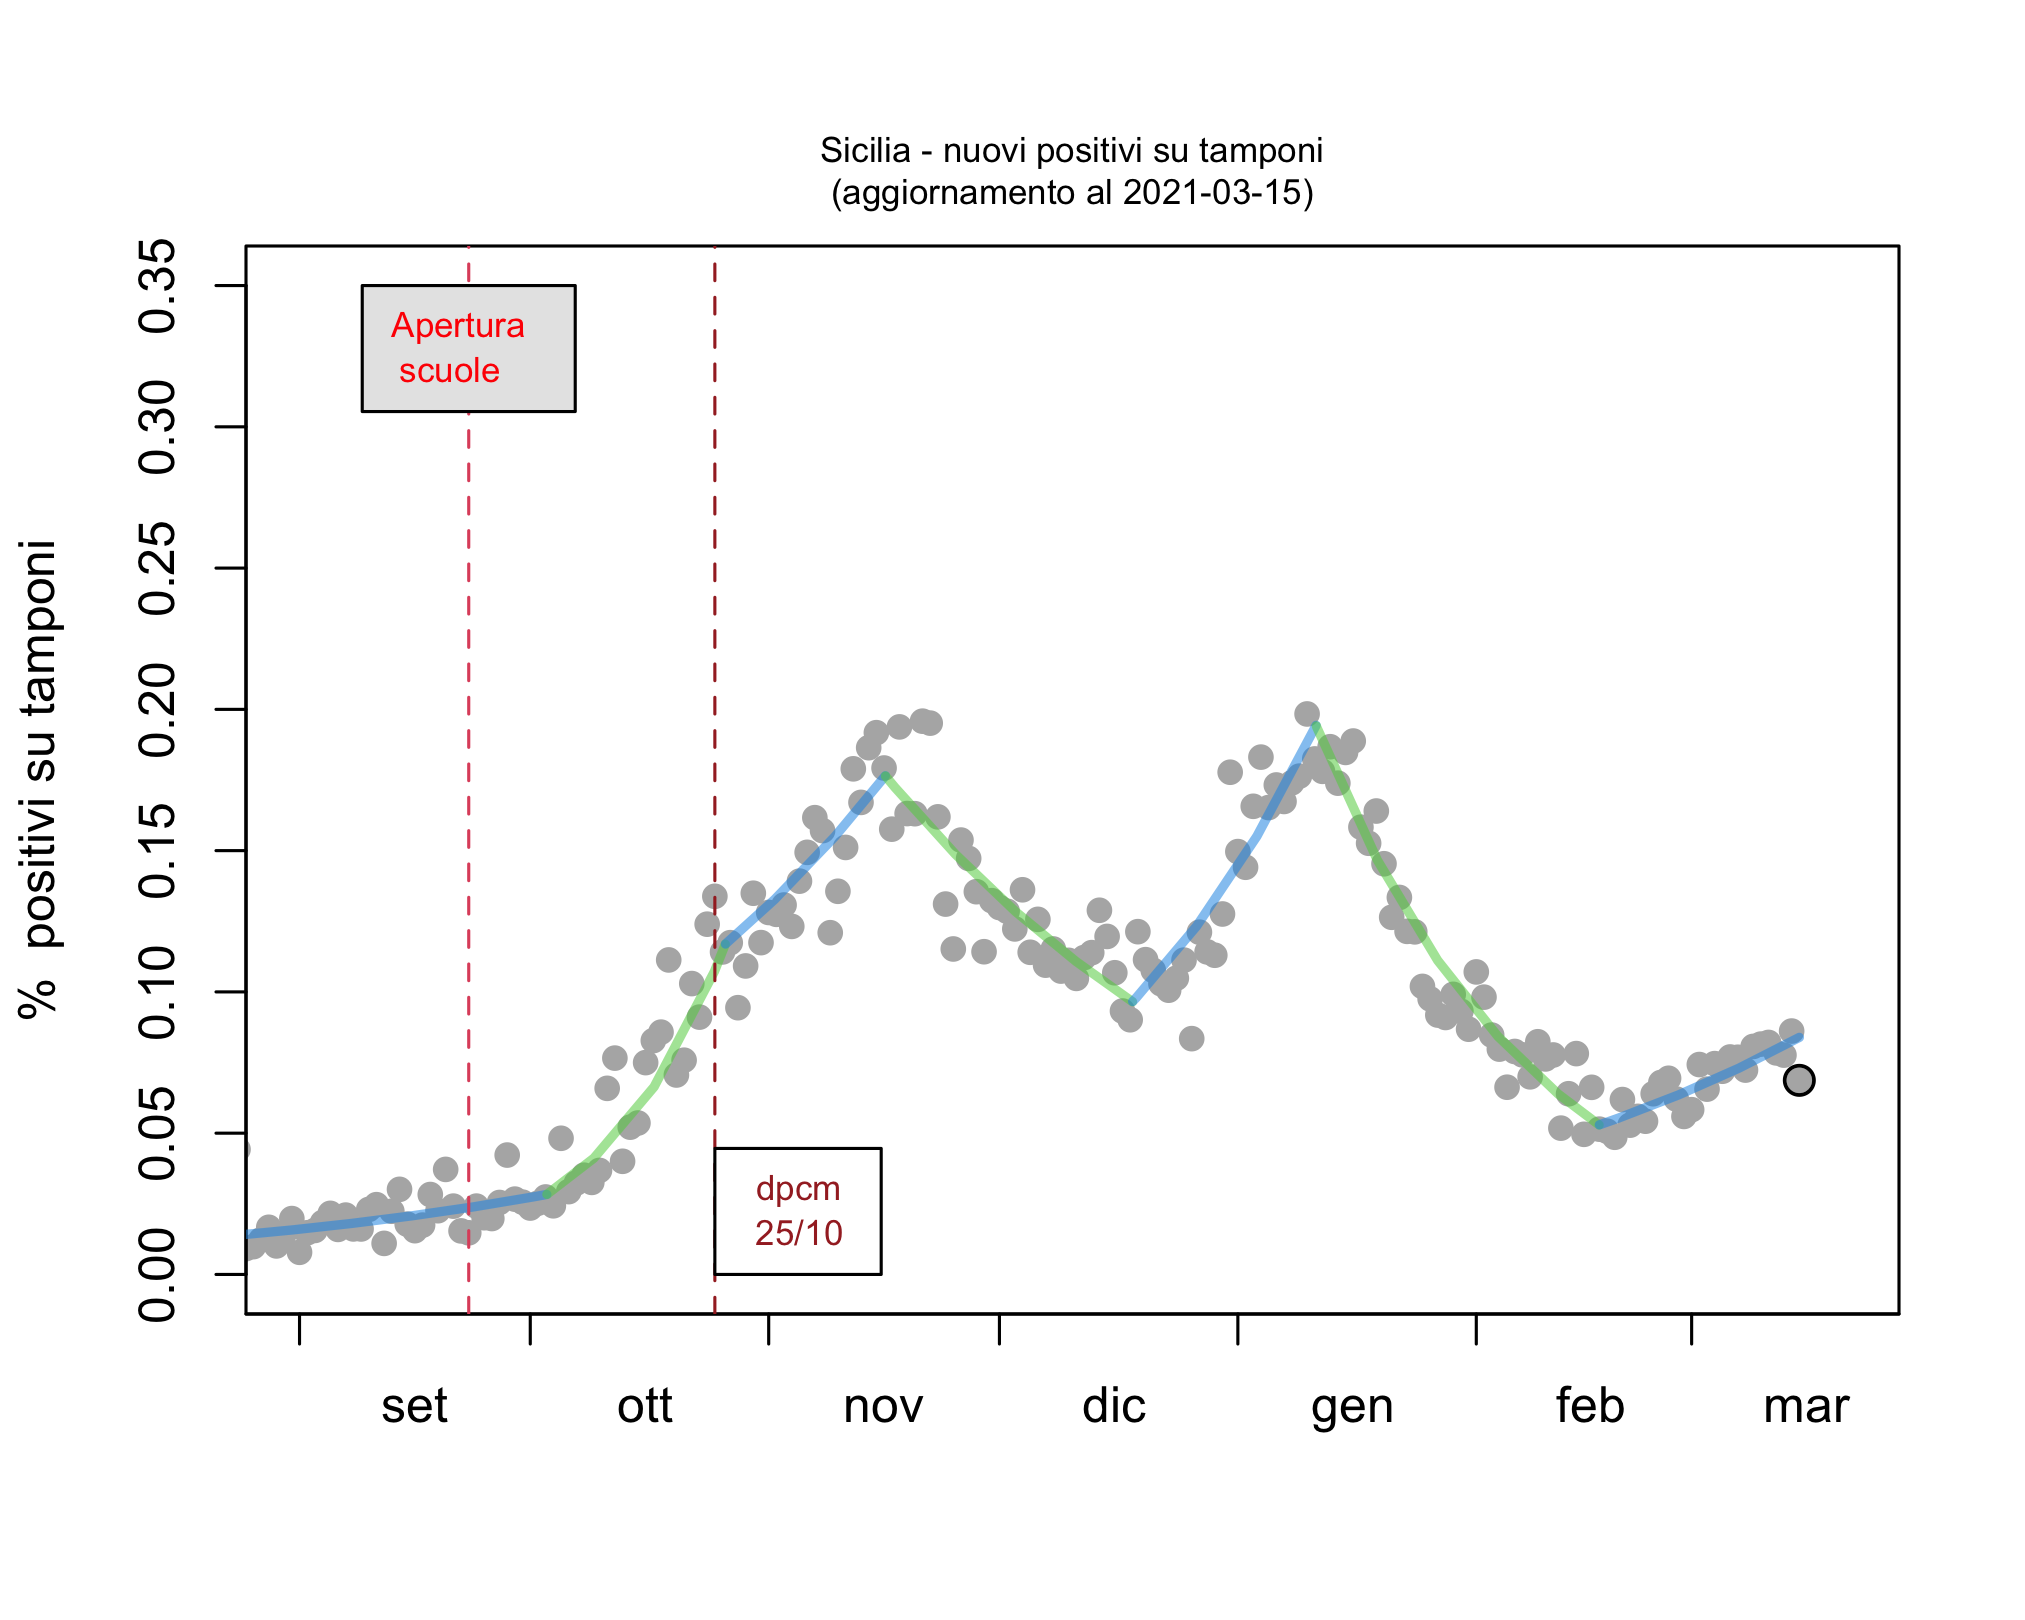 Sicilia - nuovi positivi su tamponi
(aggiornamento al 2021-03-15)
% positivi su tamponi
0.35
0.30
0.25
0.20
0.15
0.10
0.05
0.00
Apertura
scuole
dpcm
25/10
set ott nov dic gen feb mar